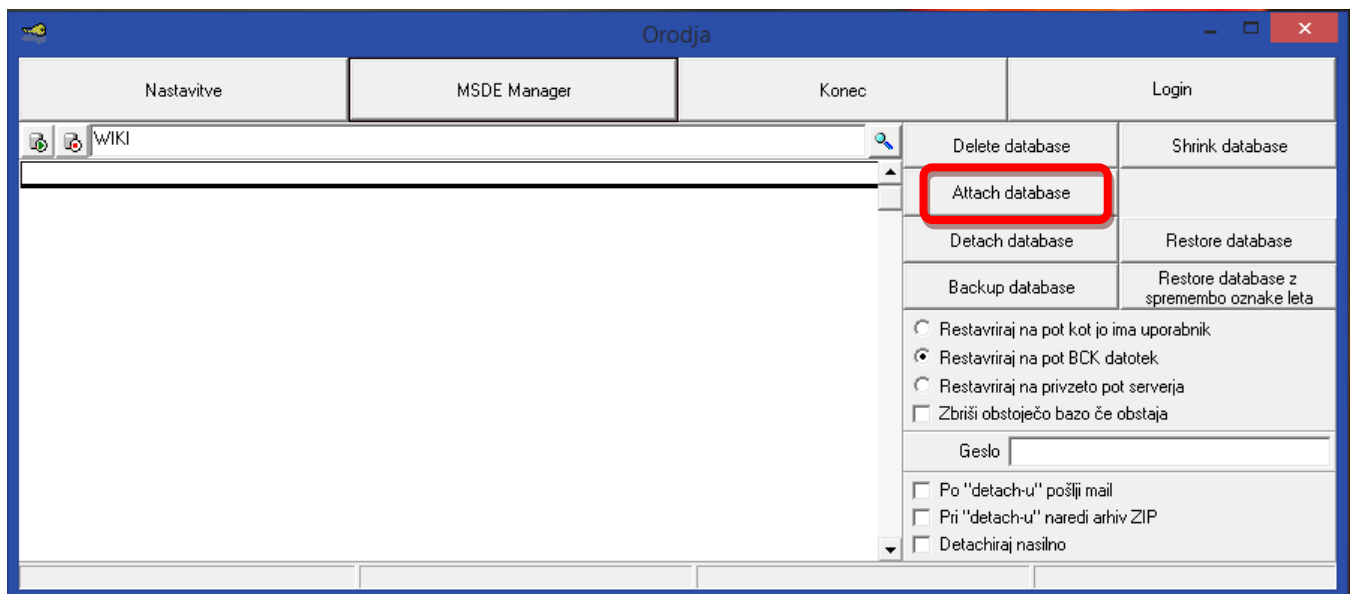 Orodja
Nastavitve
MSDE Manager
Konec
Login
WIKI
Delete database
Shrink database
Attach database
Detach database
Restore database
Backup database
Restore database z
spremembo oznake leta
Restavriraj na pot kot jo ima uporabnik
Restavriraj na pot BCK datotek
Restavriraj na privzeto pot serverja
Zbriši obstoječo bazo če obstaja
Geslo
Po "detach-u" pošlji mail
Pri "detach-u" naredi arhiv ZIP
Detachiraj nasilno